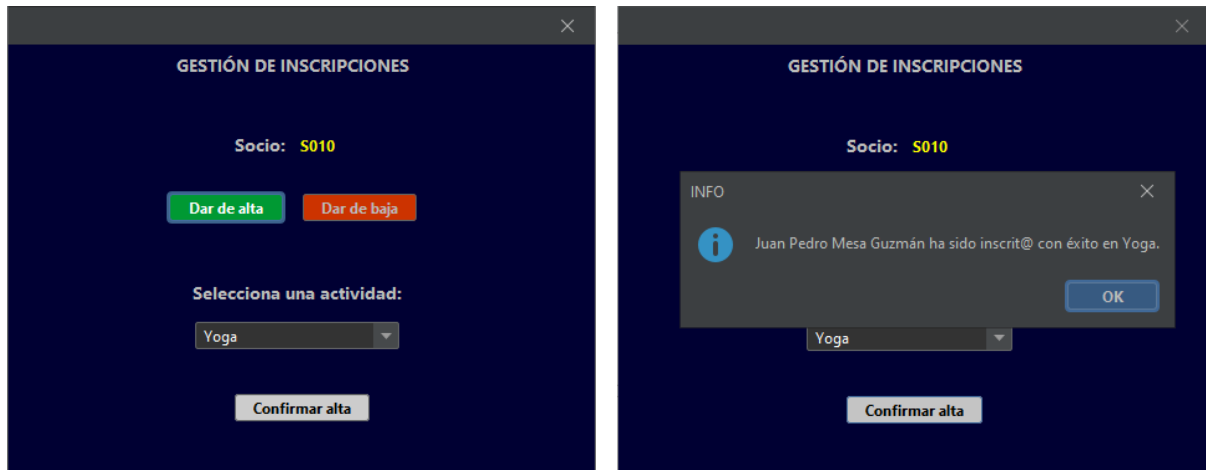 GESTIÓN DE INSCRIPCIONES
Socio: S010
Dar de alta Dar de baja
Selecciona una actividad:
Yoga
Confirmar alta
GESTIÓN DE INSCRIPCIONES
Socio: S010
INFO
Juan Pedro Mesa Guzmán ha sido inscrit@ con éxito en Yoga.
OK
Yoga
Confirmar alta